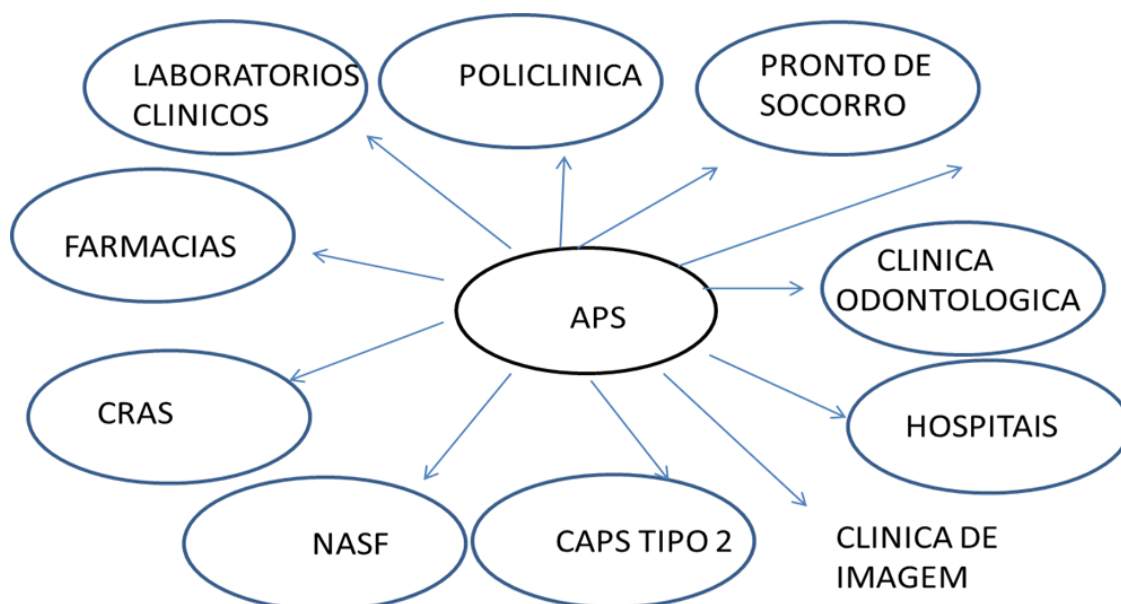 LABORATORIOS
CLINICOS
POLICLINICA
PRONTO DE
SOCORRO
FARMACIAS
CLINICA
ODONTOLOGICA
APS
CRAS
HOSPITAIS
NASF
CAPS TIPO 2
CLINICA DE
IMAGEM